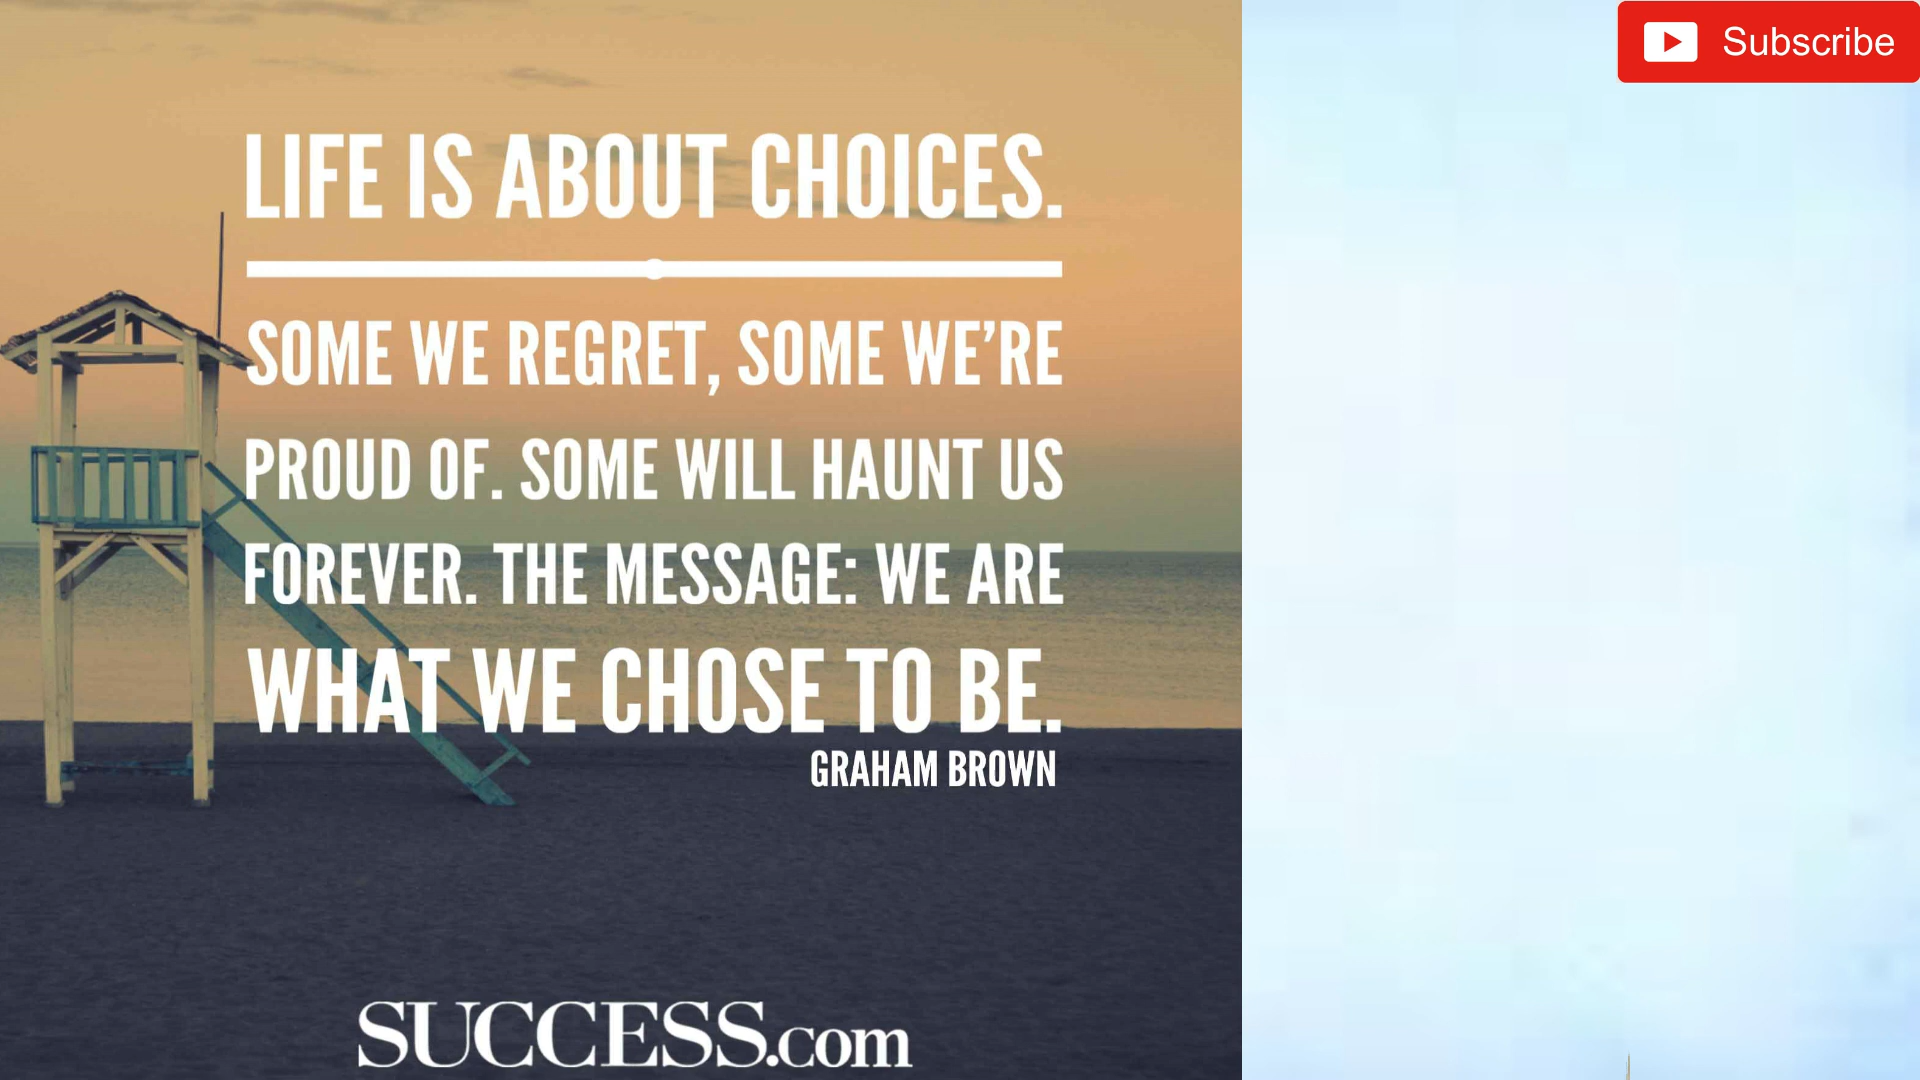 LIFE IS ABOUT CHOICES.
SOME WE REGRET, SOME WE’RE
PROUD OF. SOME WILL HAUNT US
FOREVER. THE MESSAGE: WE ARE
WHAT WE CHOSE TO BE.
GRAHAM BROWN
SUCCESS.com
Subscribe